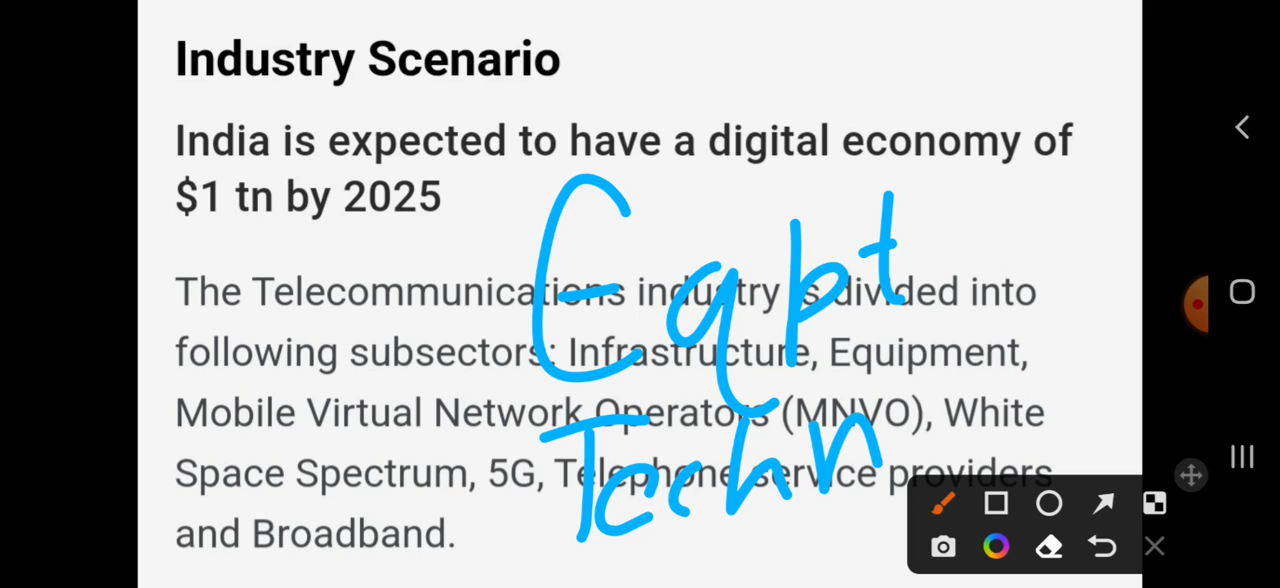 Industry Scenario
India is expected to have a digital economy of
$1 tn by 2025
The Telecommunications industry is divided into
following subsectors: Infrastructure, Equipment,
Mobile Virtual Network Operators (MNVO), White
Space Spectrum, 5G, Telephone service providers
and Broadband.
Eqpt
Techn